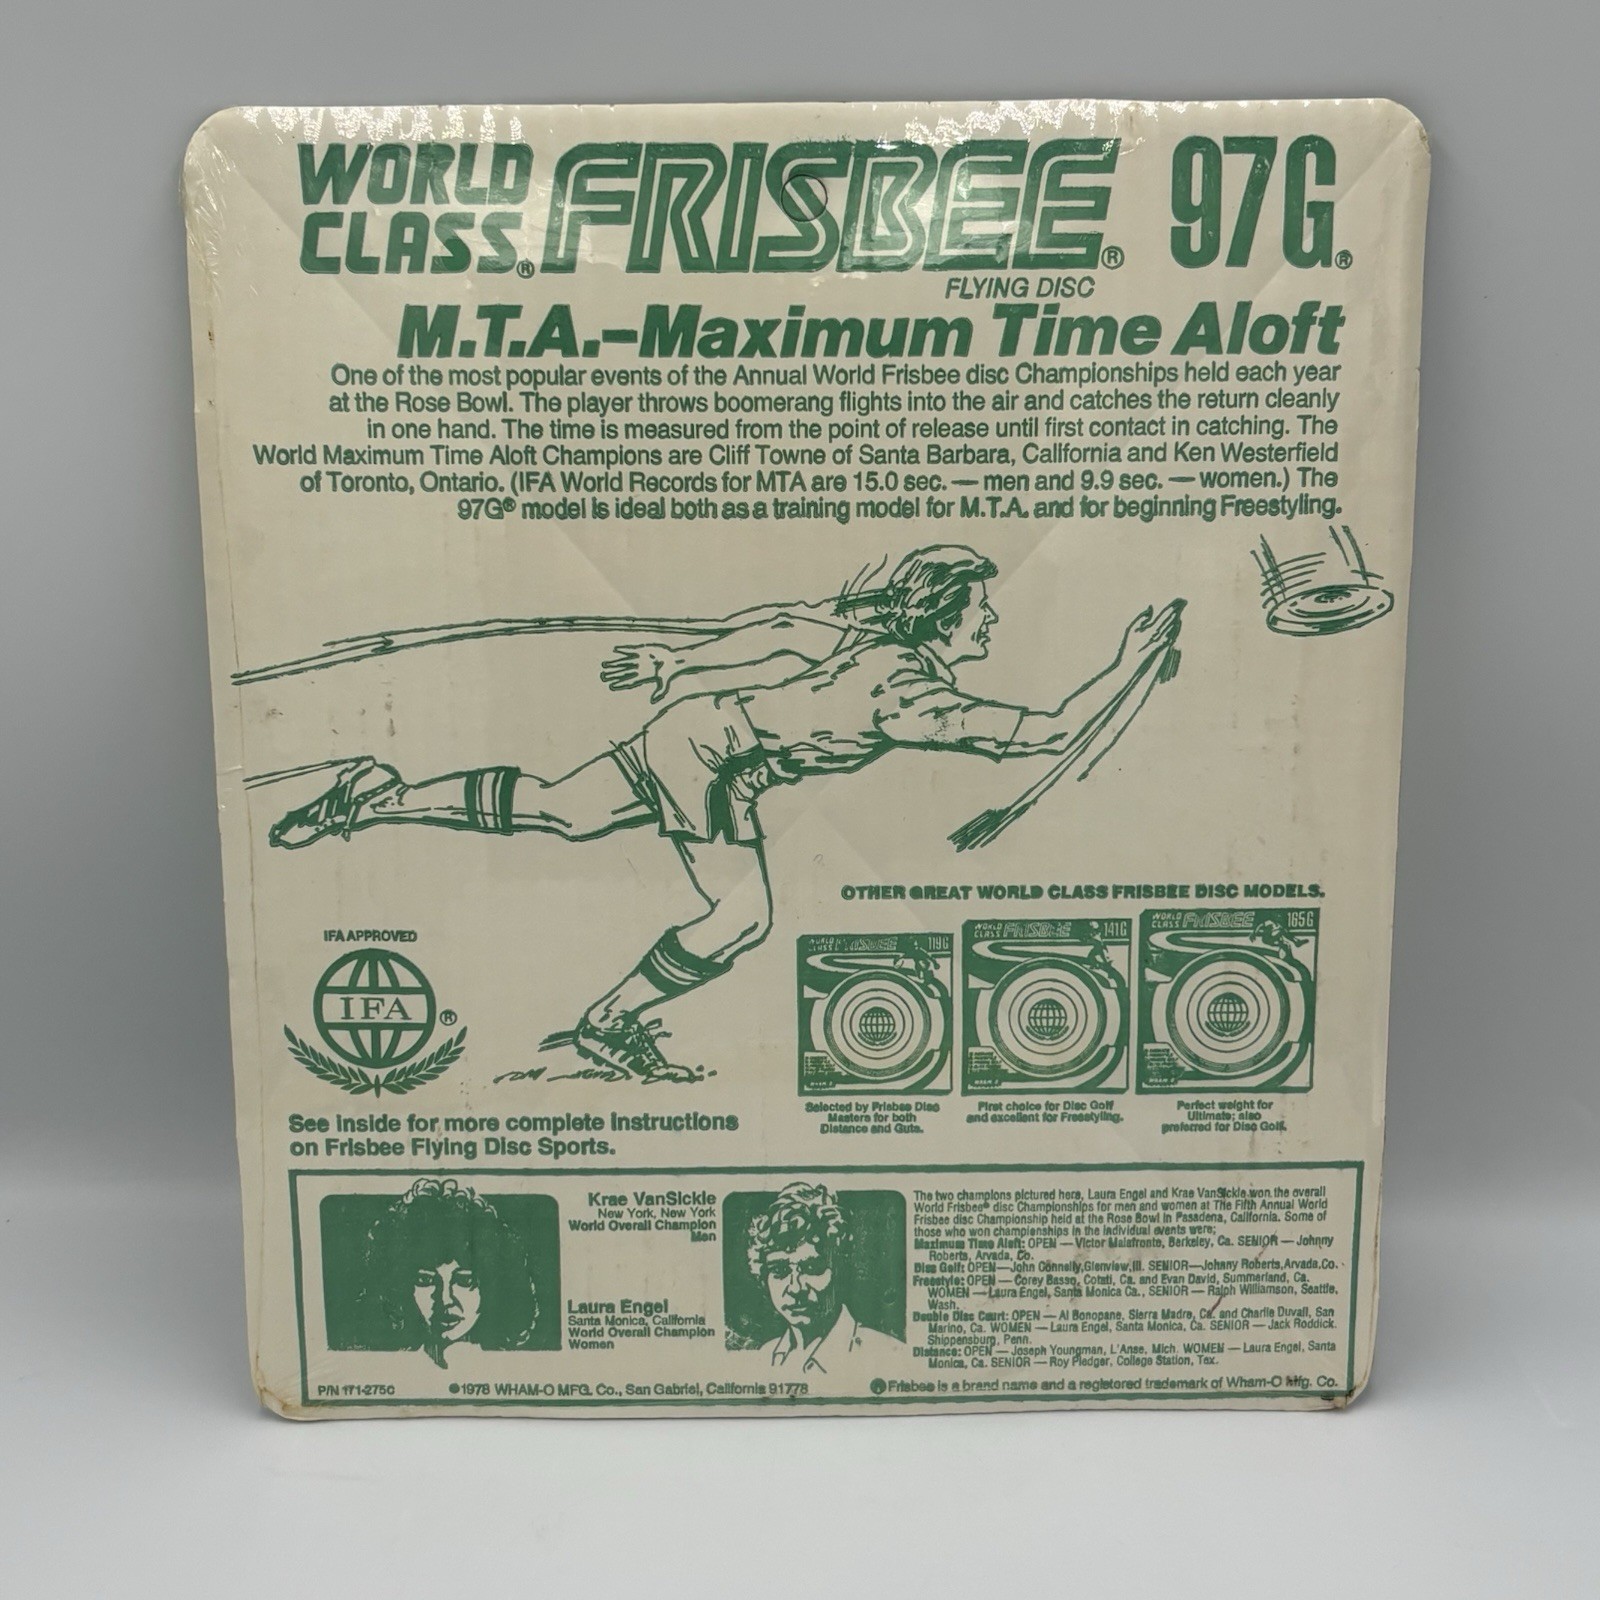 WORLD CLASS® FRISBEE® 97G®
FLYING DISC
M.T.A.–Maximum Time Aloft
One of the most popular events of the Annual World Frisbee disc Championships held each year
at the Rose Bowl. The player throws boomerang flights into the air and catches the return cleanly
in one hand. The time is measured from the point of release until first contact in catching. The
World Maximum Time Aloft Champions are Cliff Towne of Santa Barbara, California and Ken Westerfield
of Toronto, Ontario. (IFA World Records for MTA are 15.0 sec. — men and 9.9 sec. — women.) The
97G® model is ideal both as a training model for M.T.A. and for beginning Freestyling.
IFA APPROVED
IFA ®
See inside for more complete instructions
on Frisbee Flying Disc Sports.
OTHER GREAT WORLD CLASS FRISBEE DISC MODELS.
WORLD CLASS FRISBEE 119G
WORLD CLASS FRISBEE 141G
WORLD CLASS FRISBEE 165G
Selected by Frisbee Disc
Masters for both
Distance and Guts.
First choice for Disc Golf
and excellent for Freestyling.
Perfect weight for
Ultimate; also
preferred for Disc Golf.
Krae VanSickle
New York, New York
World Overall Champion
Men
Laura Engel
Santa Monica, California
World Overall Champion
Women
The two champions pictured here, Laura Engel and Krae VanSickle won the overall
World Frisbee® disc Championships for men and women at The Fifth Annual World
Frisbee disc Championship held at the Rose Bowl in Pasadena, California. Some of
those who won championships in the individual events were;
Maximum Time Aloft: OPEN — Victor Malafronte, Berkeley, Ca. SENIOR — Johnny
Roberts, Arvada, Co.
Disc Golf: OPEN—John Connelly,Glenview,Ill. SENIOR—Johnny Roberts,Arvada,Co.
Freestyle: OPEN — Corey Basso, Cotati, Ca. and Evan David, Summerland, Ca.
WOMEN — Laura Engel, Santa Monica Ca., SENIOR — Ralph Williamson, Seattle,
Wash.
Double Disc Court: OPEN — Al Bonopane, Sierra Madre, Ca. and Charlie Duvall, San
Marino, Ca. WOMEN — Laura Engel, Santa Monica, Ca. SENIOR — Jack Roddick.
Shippensburg, Penn.
Distance: OPEN — Joseph Youngman, L'Anse, Mich. WOMEN — Laura Engel, Santa
Monica, Ca. SENIOR — Roy Pledger, College Station, Tex.
P/N 171-275C
©1978 WHAM-O MFG. Co., San Gabriel, California 91778
Frisbee is a brand name and a registered trademark of Wham-O Mfg. Co.